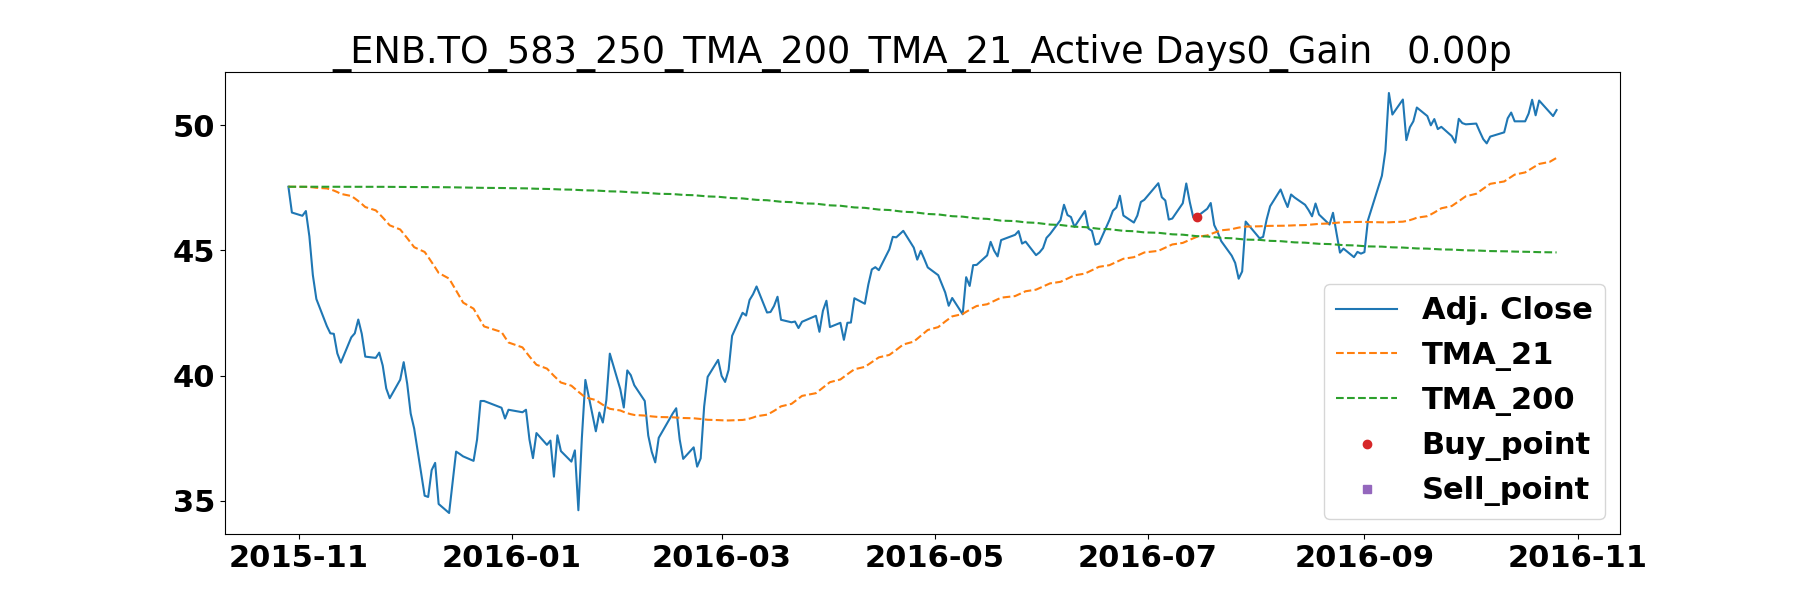 _ENB.TO_583_250_TMA_200_TMA_21_Active Days0_Gain   0.00p
50
45
40
35
Adj. Close
TMA_21
TMA_200
Buy_point
Sell_point
2015-11 2016-01 2016-03 2016-05 2016-07 2016-09 2016-11